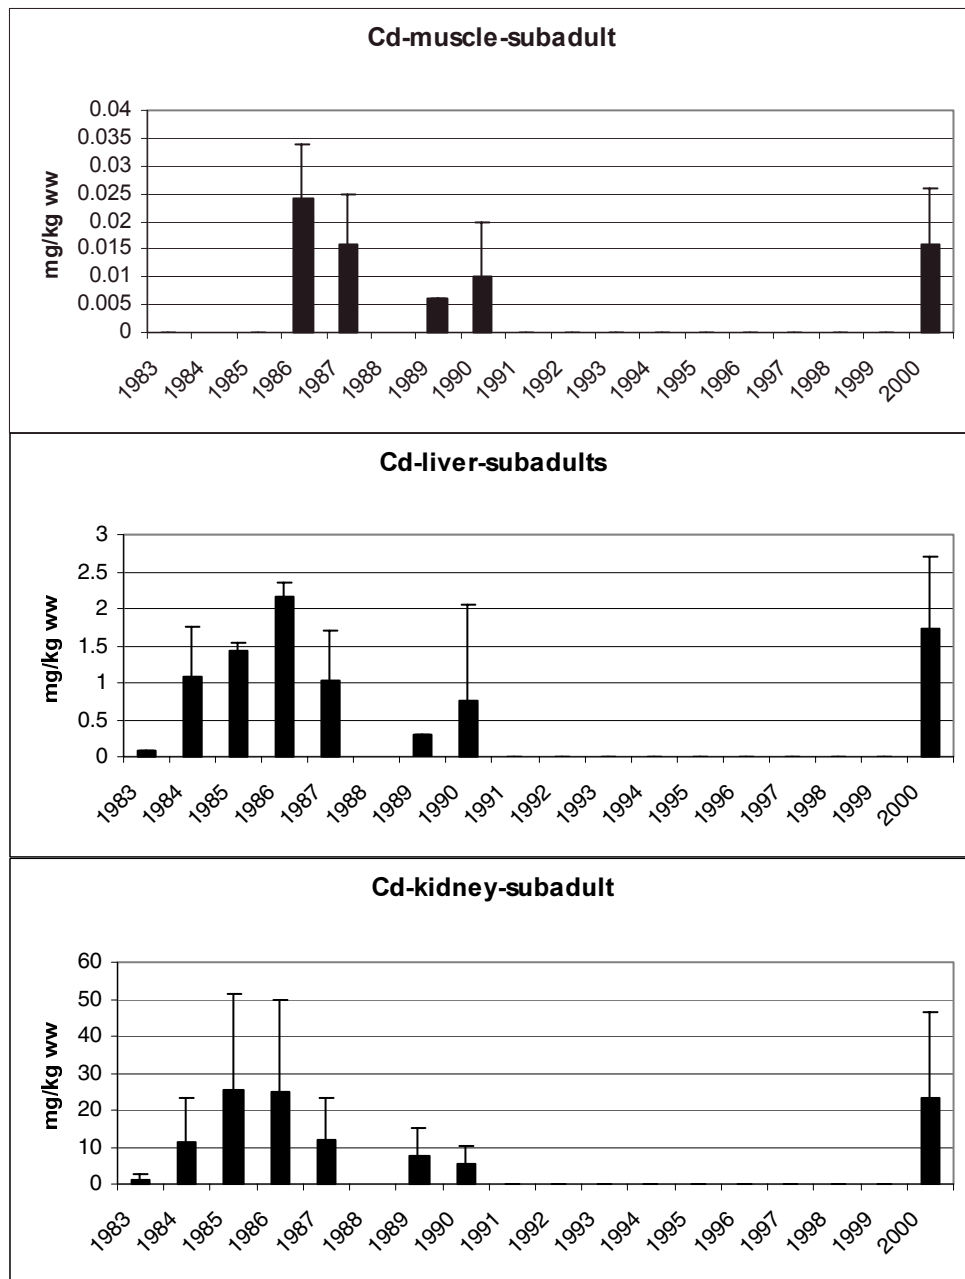 Cd-muscle-subadult
mg/kg ww
0.04
0.035
0.03
0.025
0.02
0.015
0.01
0.005
0
1983 1984 1985 1986 1987 1988 1989 1990 1991 1992 1993 1994 1995 1996 1997 1998 1999 2000
Cd-liver-subadults
mg/kg ww
3
2.5
2
1.5
1
0.5
0
1983 1984 1985 1986 1987 1988 1989 1990 1991 1992 1993 1994 1995 1996 1997 1998 1999 2000
Cd-kidney-subadult
mg/kg ww
60
50
40
30
20
10
0
1983 1984 1985 1986 1987 1988 1989 1990 1991 1992 1993 1994 1995 1996 1997 1998 1999 2000